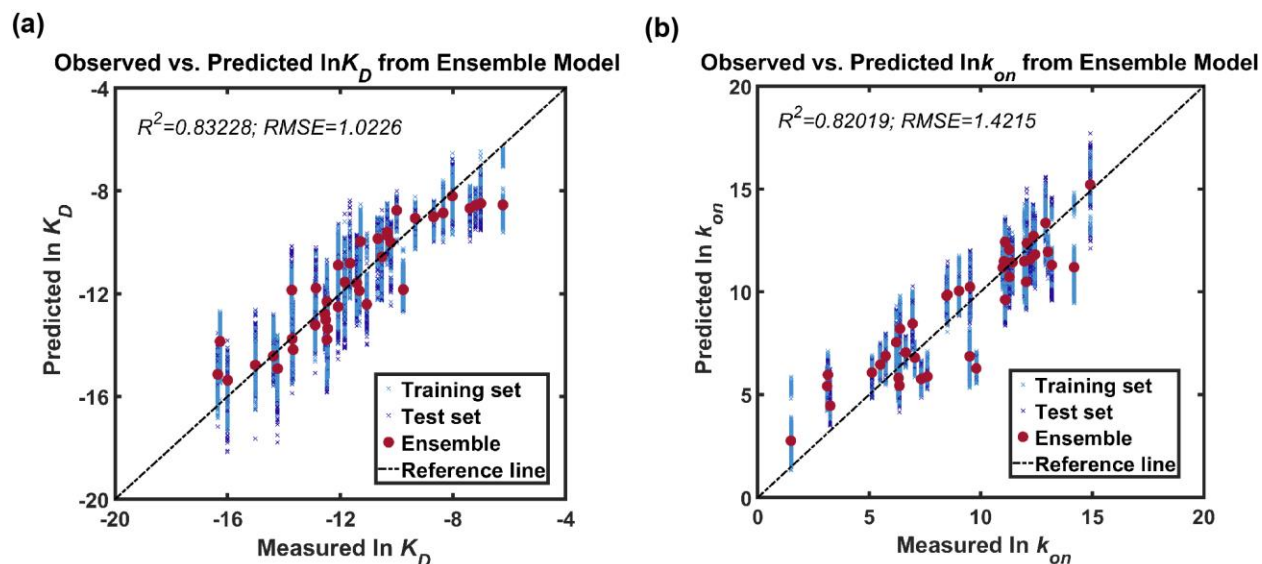 (a)
Observed vs. Predicted lnK_D from Ensemble Model
R^2=0.83228; RMSE=1.0226
-4
-8
-12
-16
-20
Predicted ln K_D
Training set
Test set
Ensemble
Reference line
-20 -16 -12 -8 -4
Measured ln K_D
(b)
Observed vs. Predicted lnk_on from Ensemble Model
R^2=0.82019; RMSE=1.4215
20
15
10
5
0
Predicted ln k_on
Training set
Test set
Ensemble
Reference line
0 5 10 15 20
Measured ln k_on